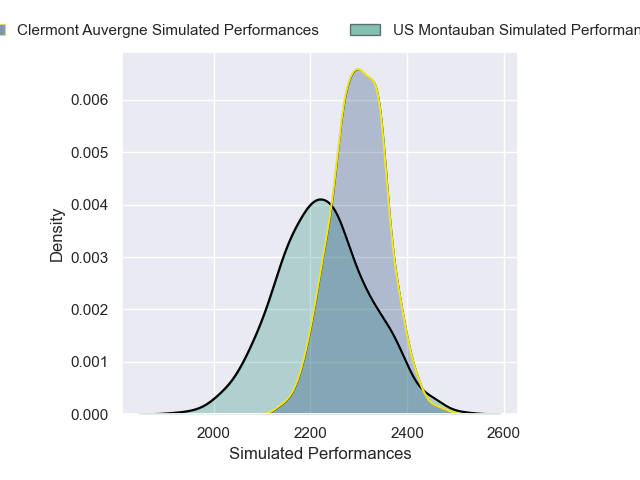 Clermont Auvergne Simulated Performances
US Montauban Simulated
0.006
0.005
0.004
0.003
0.002
0.001
0.000
Density
2000 2200 2400 2600
Simulated Performances